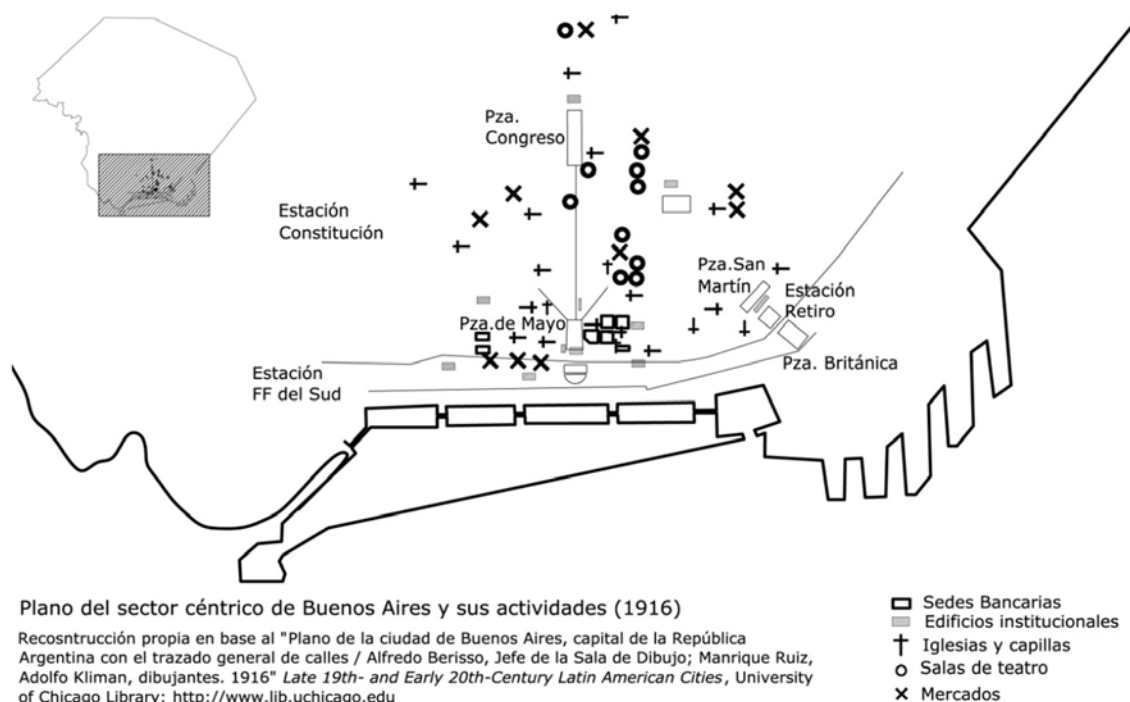 Pza.
Congreso
Estación
Constitución
Pza.San
Martín
Estación
Retiro
Pza.de Mayo
Pza. Británica
Estación
FF del Sud
Plano del sector céntrico de Buenos Aires y sus actividades (1916)
Recosntrucción propia en base al "Plano de la ciudad de Buenos Aires, capital de la República
Argentina con el trazado general de calles / Alfredo Berisso, Jefe de la Sala de Dibujo; Manrique Ruiz,
Adolfo Kliman, dibujantes. 1916" Late 19th- and Early 20th-Century Latin American Cities, University
of Chicago Library: http://www.lib.uchicago.edu
Sedes Bancarias
Edificios institucionales
Iglesias y capillas
Salas de teatro
Mercados